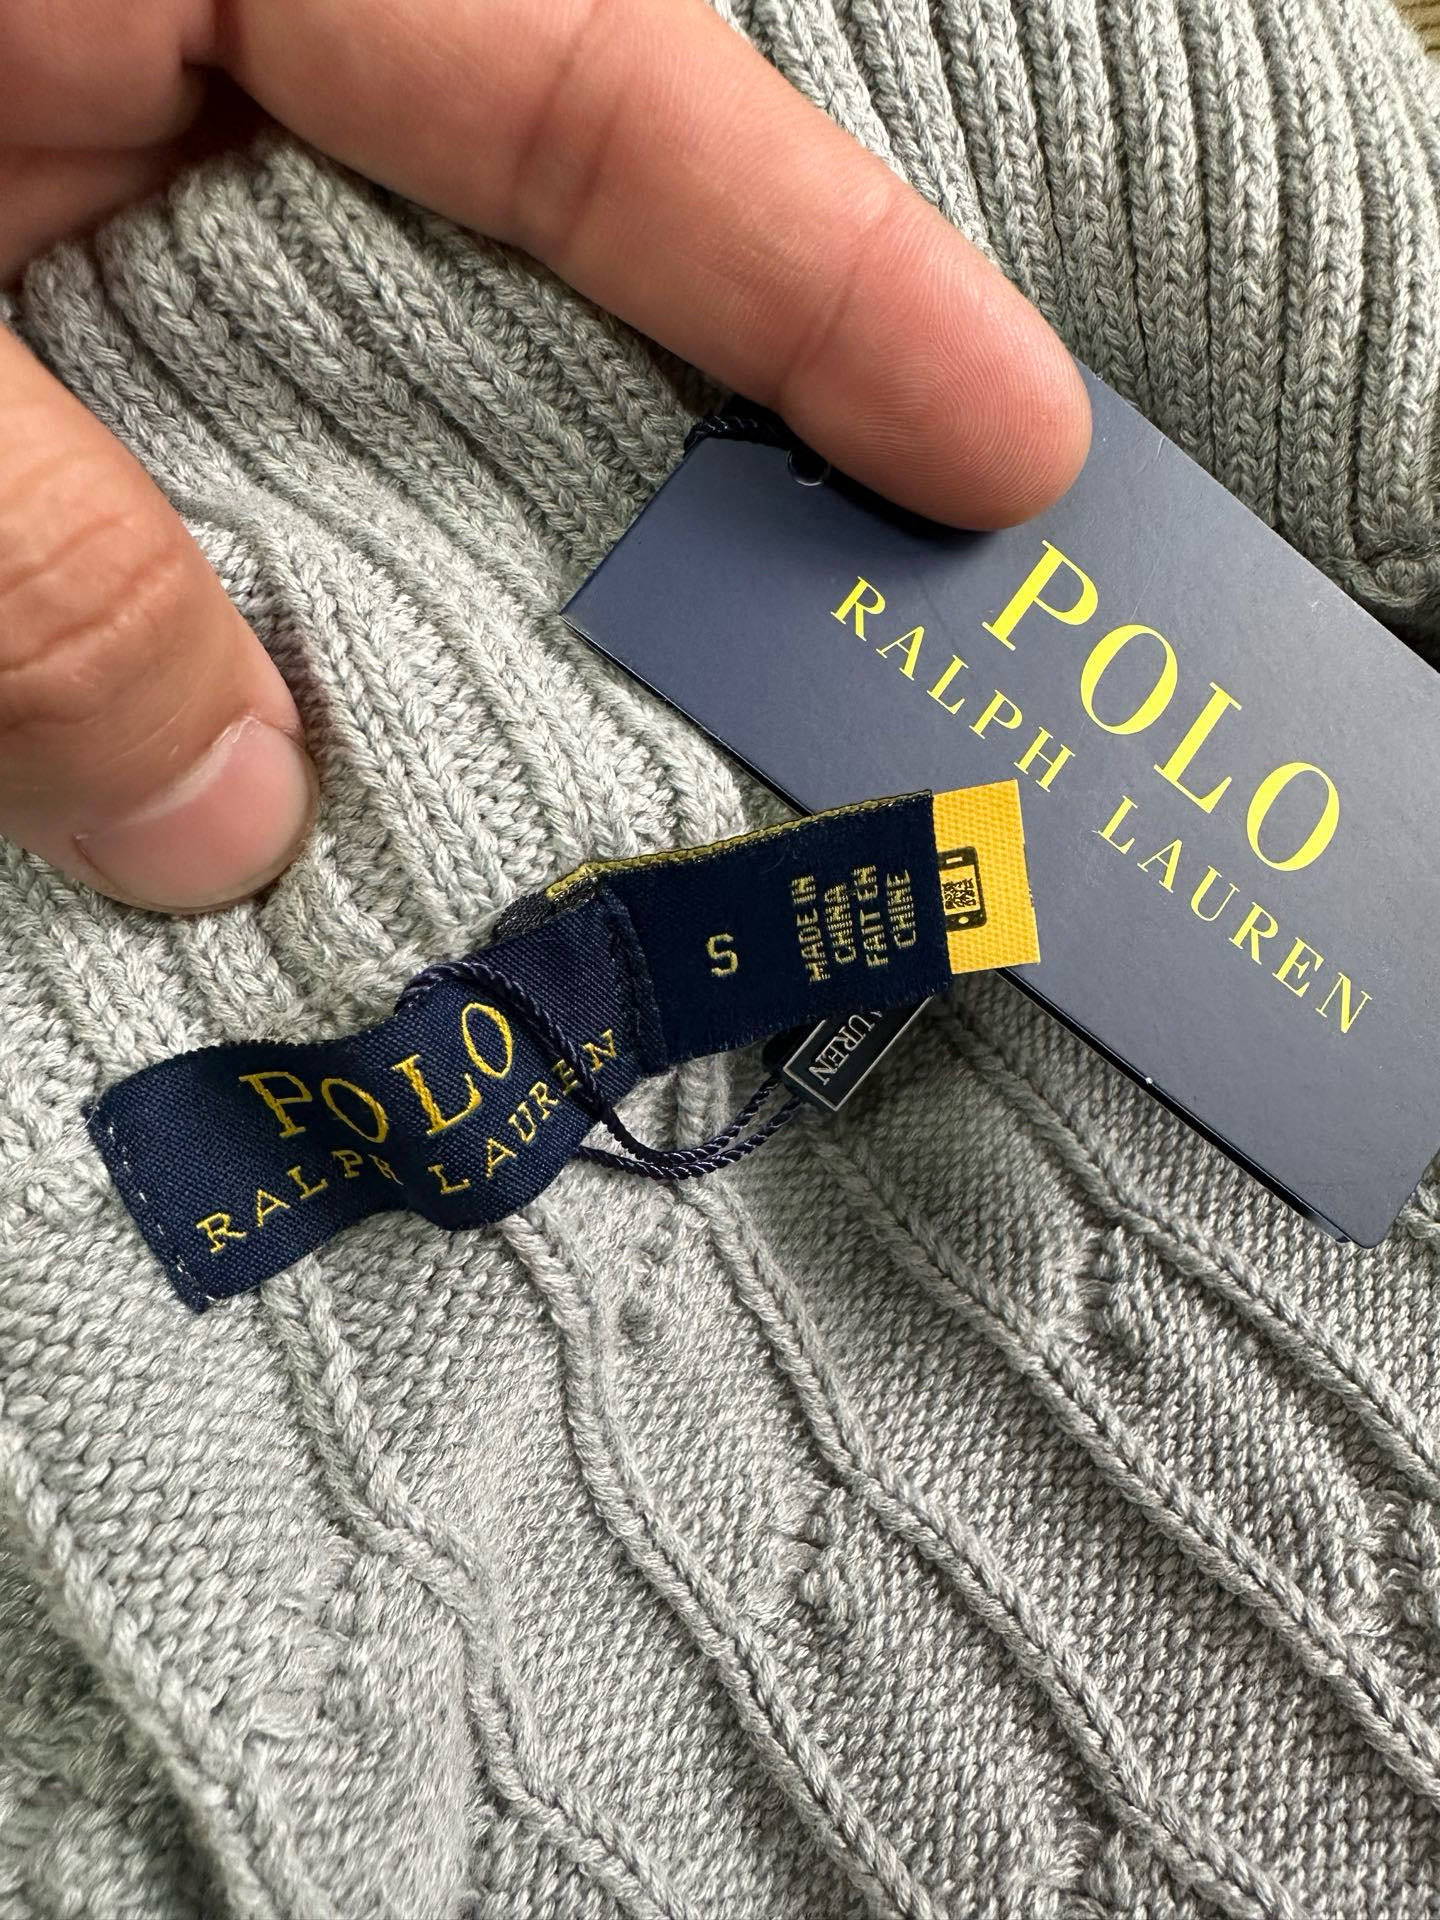 POLO
RALPH LAUREN
S
MADE IN
CHINA
FAIT EN
CHINE
POLO
RALPH LAUREN